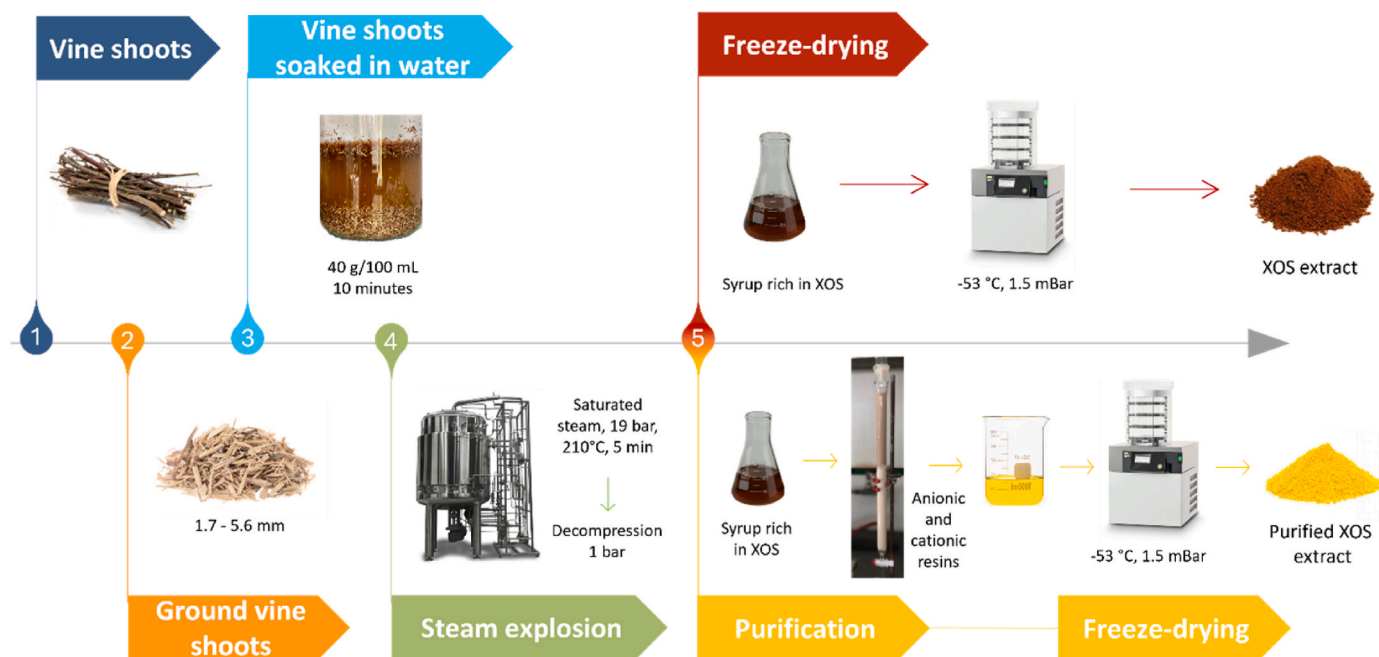 Vine shoots
Vine shoots
soaked in water
Freeze-drying
40 g/100 mL
10 minutes
Syrup rich in XOS
-53 °C, 1.5 mBar
XOS extract
1
2
3
4
5
1.7 - 5.6 mm
Saturated
steam, 19 bar,
210°C, 5 min
Decompression
1 bar
Syrup rich
in XOS
Anionic
and
cationic
resins
-53 °C, 1.5 mBar
Purified XOS
extract
Ground vine
shoots
Steam explosion
Purification
Freeze-drying